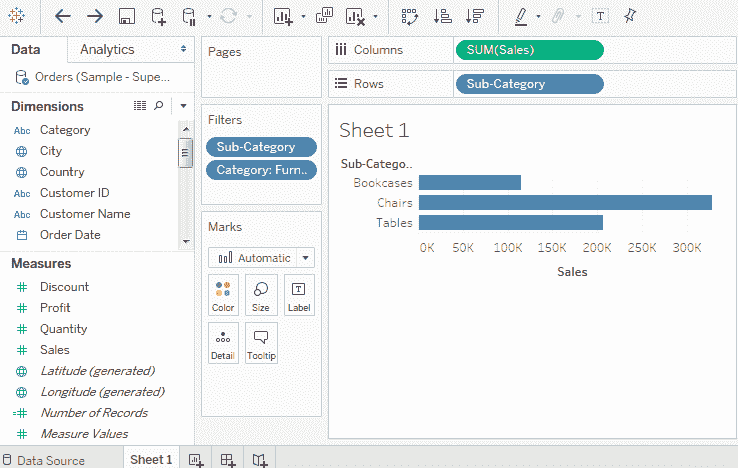 Data
Analytics
Orders (Sample - Supe...
Dimensions
Abc Category
City
Country
Abc Customer ID
Abc Customer Name
Order Date
Measures
# Discount
# Profit
# Quantity
# Sales
Latitude (generated)
Longitude (generated)
=# Number of Records
# Measure Values
Pages
Filters
Sub-Category
Category: Furn..
Marks
Automatic
Color
Size
T
Label
Detail
Tooltip
T
Columns
SUM(Sales)
Rows
Sub-Category
Sheet 1
Sub-Catego..
Bookcases
Chairs
Tables
0K 50K 100K 150K 200K 250K 300K
Sales
Data Source
Sheet 1